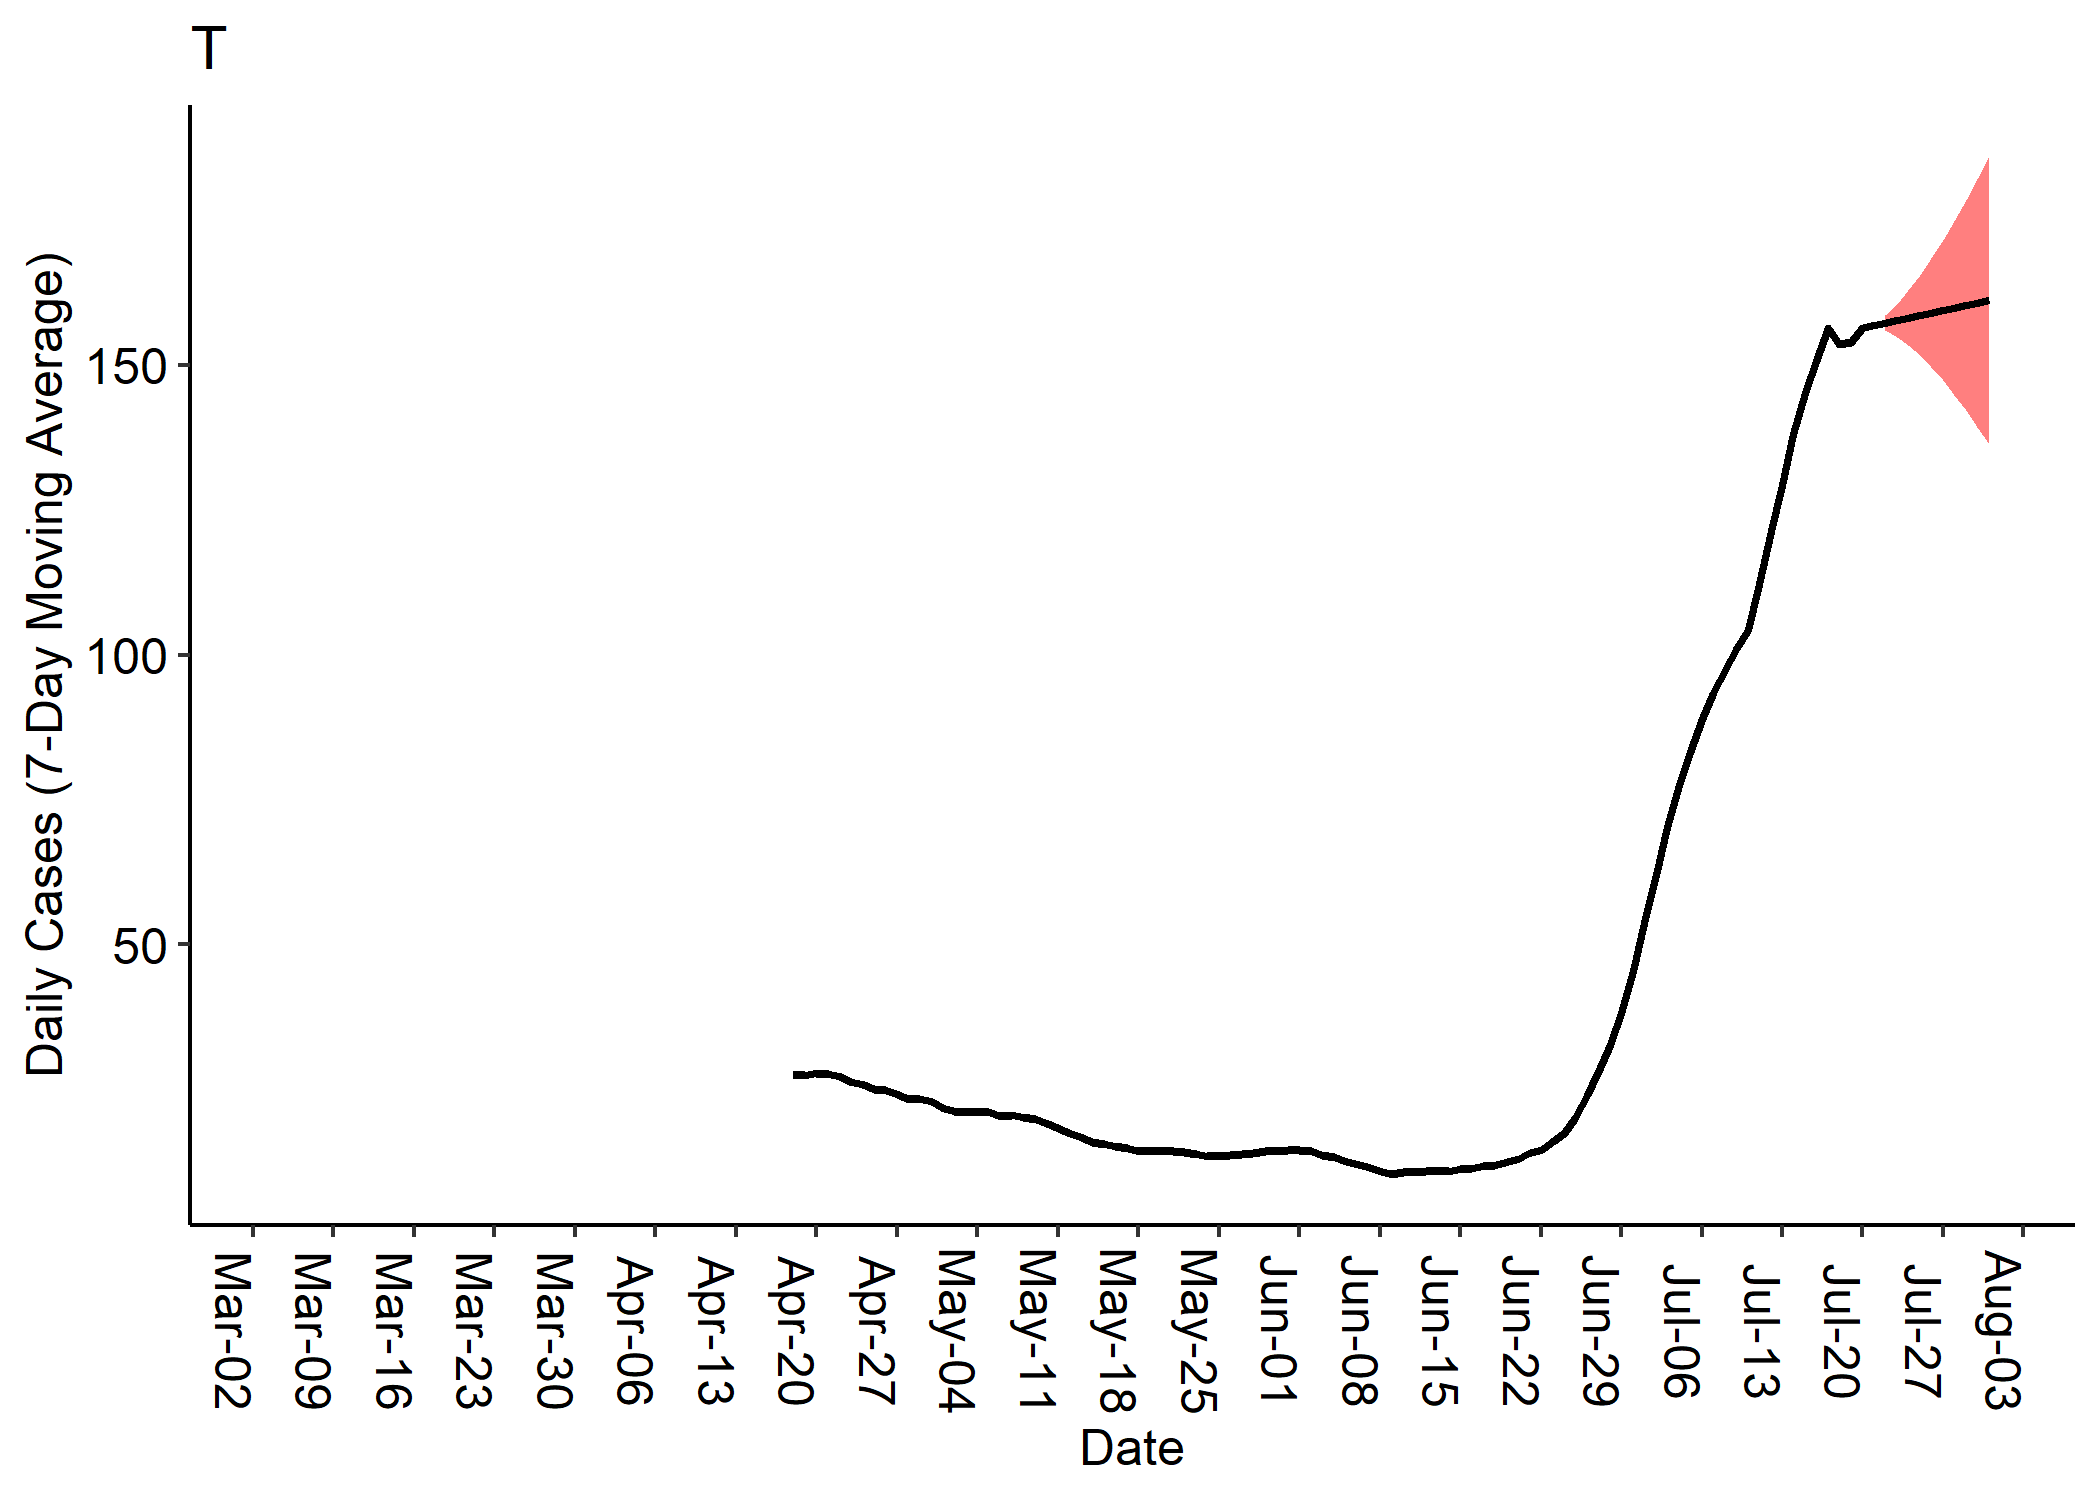 T
Daily Cases (7-Day Moving Average)
150
100
50
Mar-02
Mar-09
Mar-16
Mar-23
Mar-30
Apr-06
Apr-13
Apr-20
Apr-27
May-04
May-11
May-18
May-25
Jun-01
Jun-08
Jun-15
Jun-22
Jun-29
Jul-06
Jul-13
Jul-20
Jul-27
Aug-03
Date